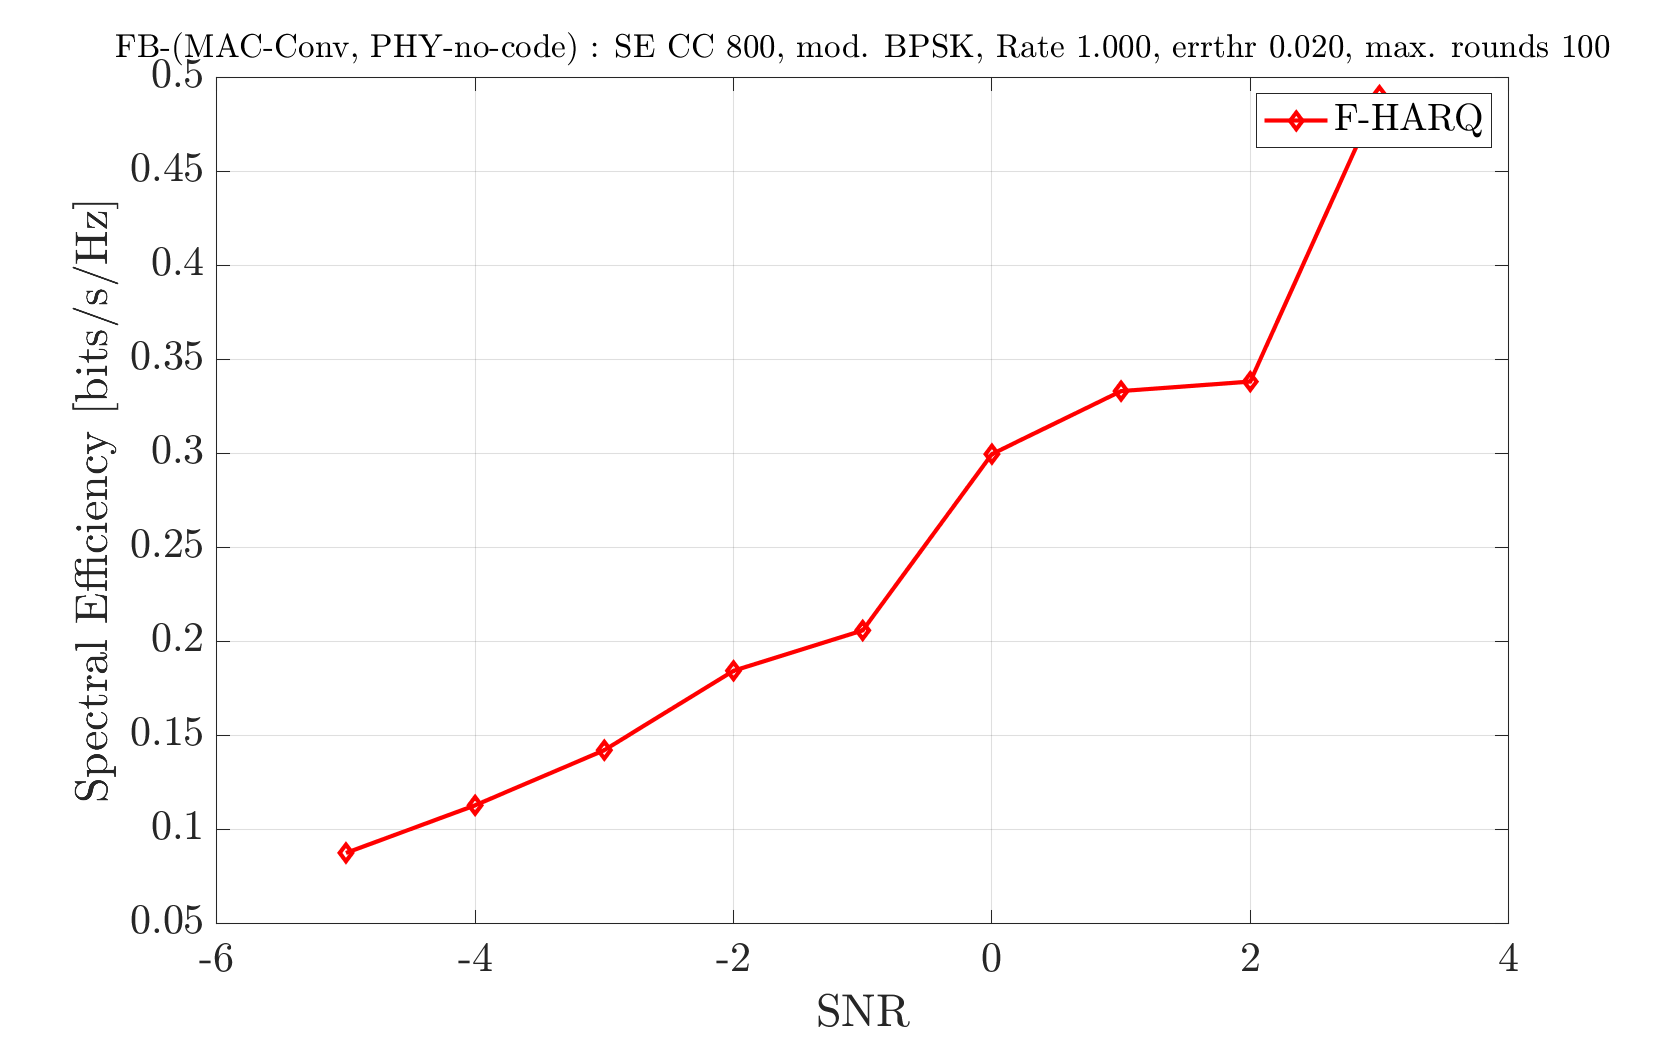 FB-(MAC-Conv, PHY-no-code) : SE CC 800, mod. BPSK, Rate 1.000, errthr 0.020, max. rounds 100
F-HARQ
Spectral Efficiency [bits/s/Hz]
0.5
0.45
0.4
0.35
0.3
0.25
0.2
0.15
0.1
0.05
-6 -4 -2 0 2 4
SNR